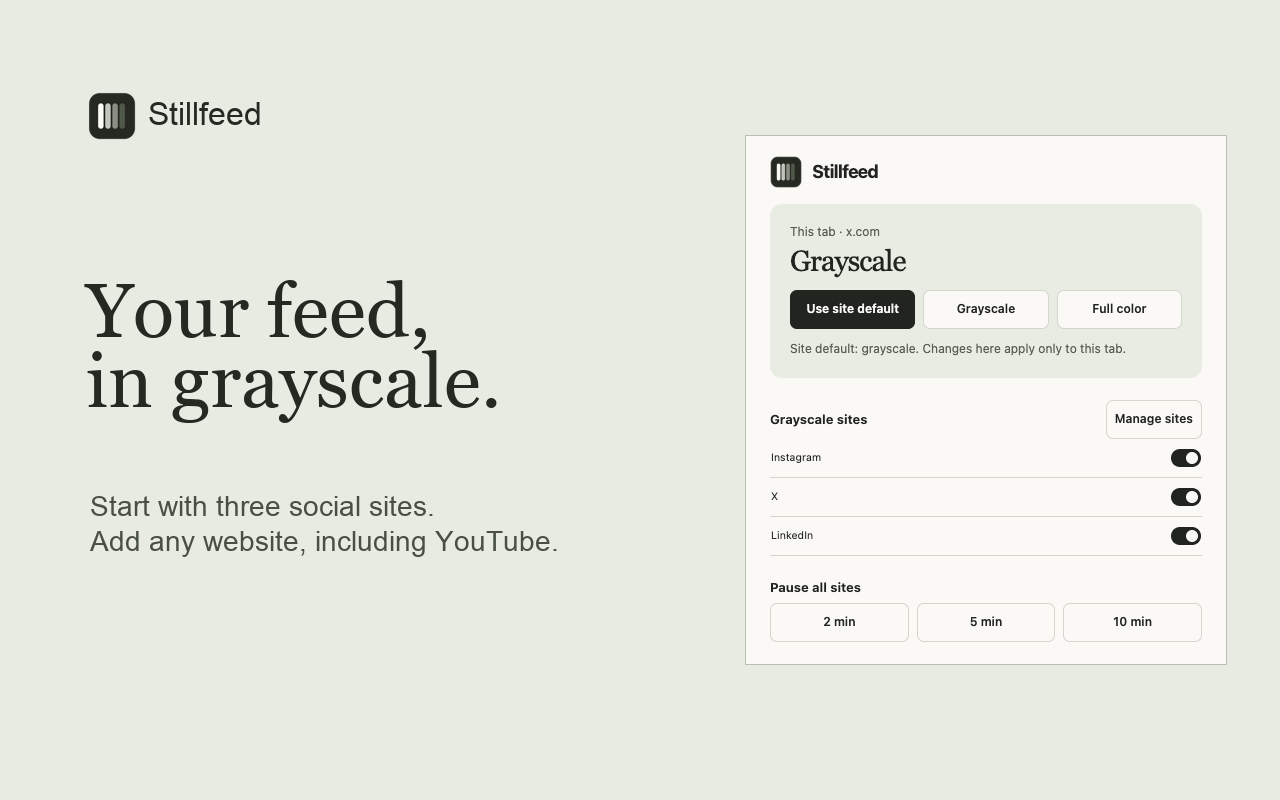 Stillfeed
Your feed,
in grayscale.
Start with three social sites.
Add any website, including YouTube.
Stillfeed
This tab · x.com
Grayscale
Use site default
Grayscale
Full color
Site default: grayscale. Changes here apply only to this tab.
Grayscale sites
Manage sites
Instagram
X
LinkedIn
Pause all sites
2 min
5 min
10 min